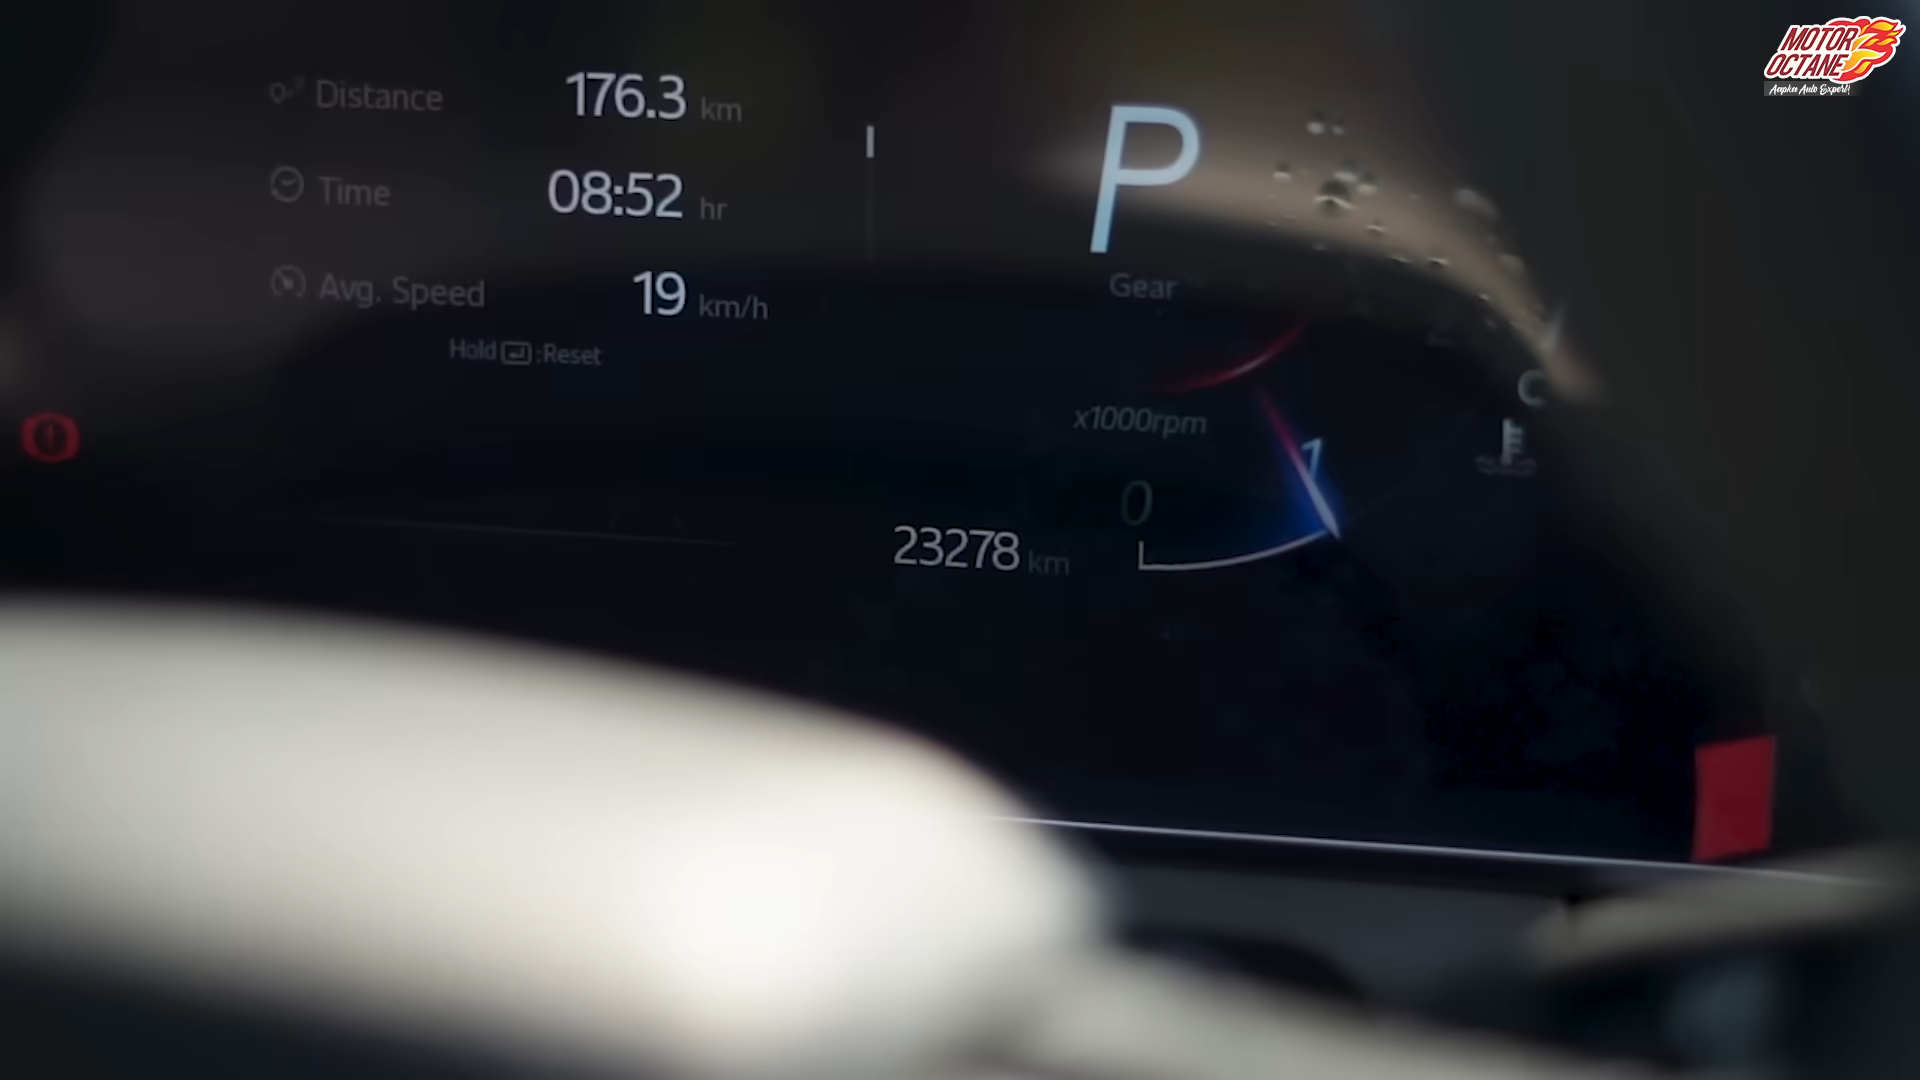 MOTOR
OCTANE
Aapka Auto Expert!
Distance 176.3 km
Time 08:52 hr
Avg. Speed 19 km/h
Hold :Reset
P
Gear
x1000rpm
0
1
C
23278 km